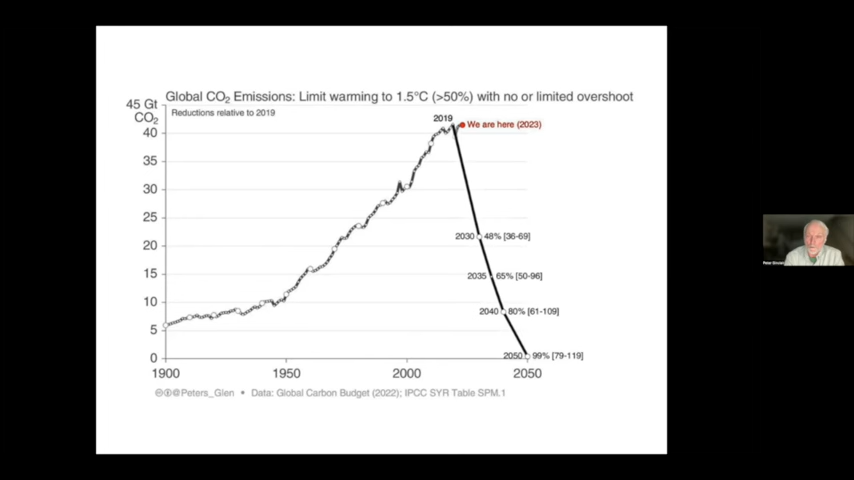 Global CO₂ Emissions: Limit warming to 1.5°C (>50%) with no or limited overshoot
45 Gt
CO₂
Reductions relative to 2019
2019
We are here (2023)
40
35
30
25
2030 48% [36-69]
20
2035 65% [50-96]
15
2040 80% [61-109]
10
5
2050 99% [79-119]
0
1900
1950
2000
2050
@Peters_Glen • Data: Global Carbon Budget (2022); IPCC SYR Table SPM.1
Peter